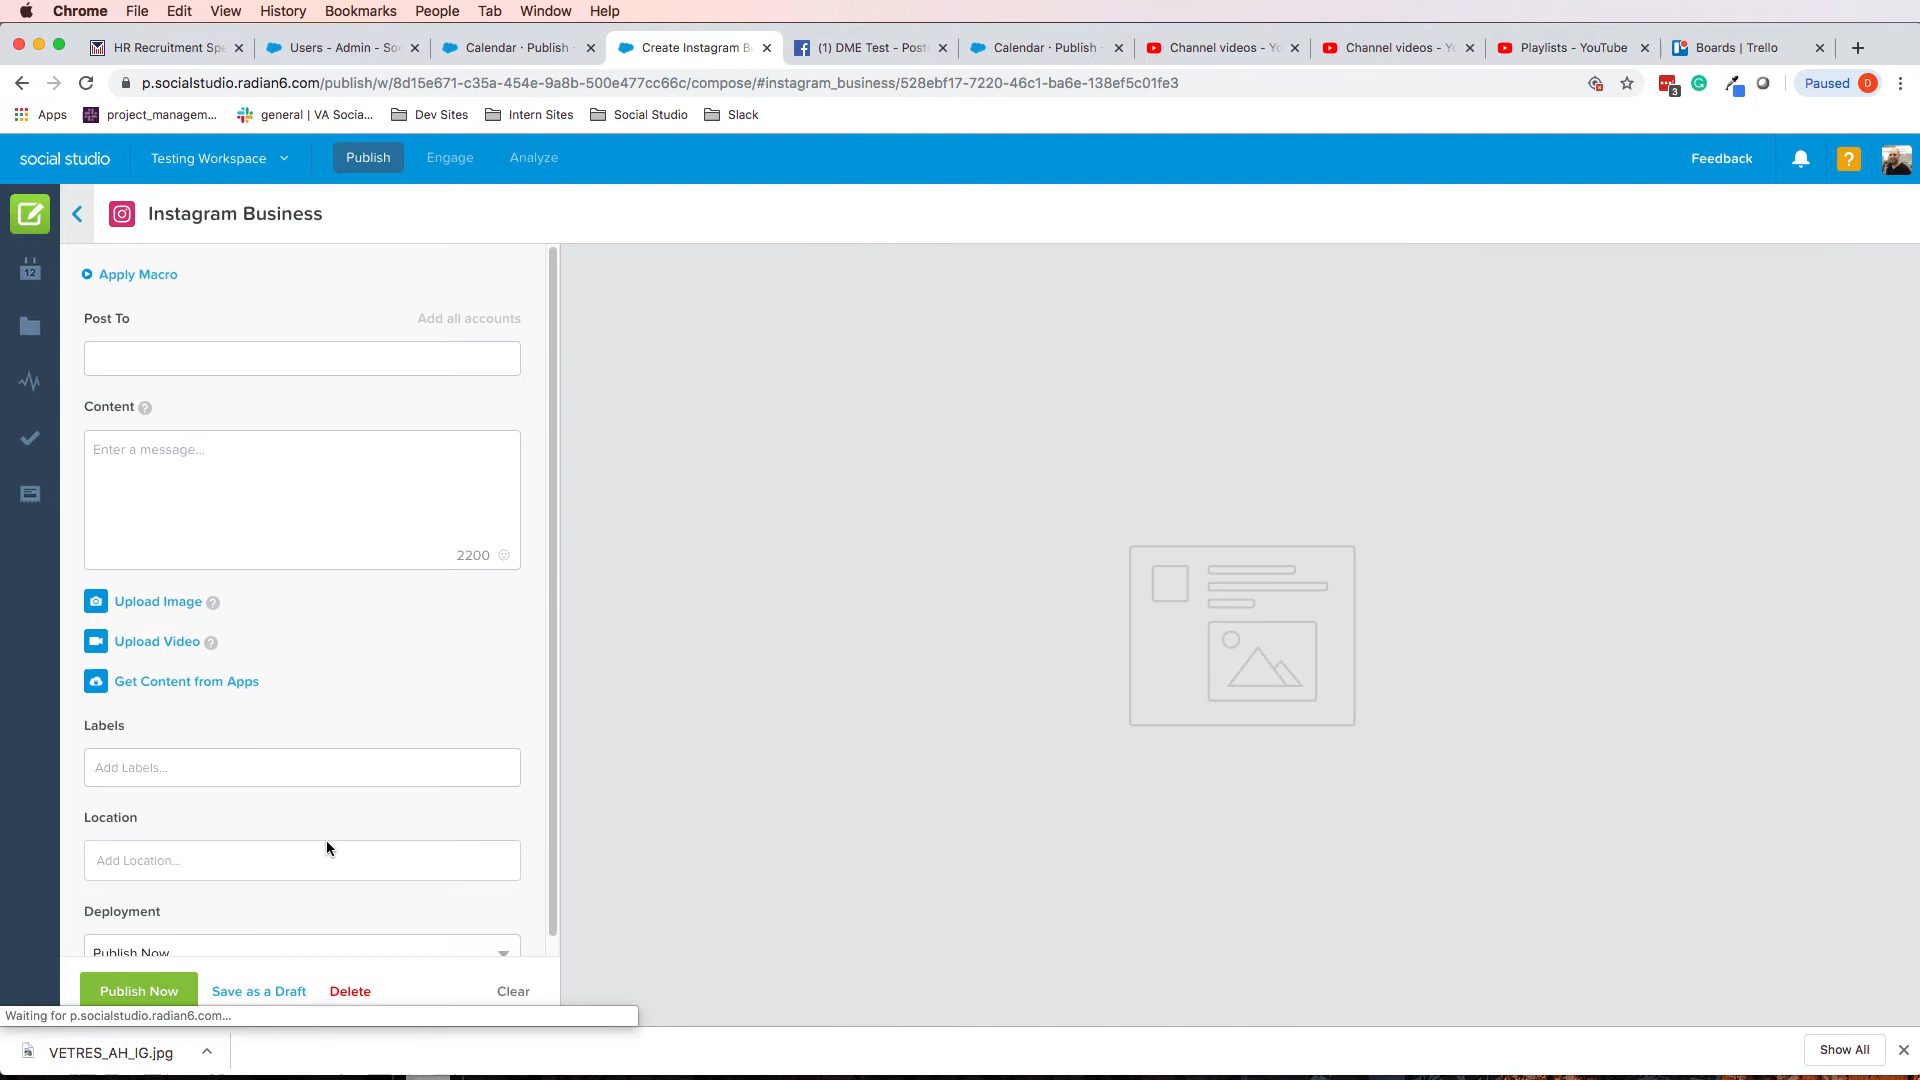 Chrome File Edit View History Bookmarks People Tab Window Help
HR Recruitment Spe
Users - Admin - Soc
Calendar · Publish
Create Instagram B
(1) DME Test - Post
Calendar · Publish
Channel videos - Yo
Channel videos - Yo
Playlists - YouTube
Boards | Trello
p.socialstudio.radian6.com/publish/w/8d15e671-c35a-454e-9a8b-500e477cc66c/compose/#instagram_business/528ebf17-7220-46c1-ba6e-138ef5c01fe3
3
Paused D
Apps project_managem... general | VA Socia... Dev Sites Intern Sites Social Studio Slack
social studio Testing Workspace Publish Engage Analyze Feedback ?
Instagram Business
12
Apply Macro
Post To Add all accounts
Content ?
Enter a message...
2200
Upload Image ?
Upload Video ?
Get Content from Apps
Labels
Add Labels...
Location
Add Location...
Deployment
Publish Now
Publish Now Save as a Draft Delete Clear
Waiting for p.socialstudio.radian6.com...
VETRES_AH_IG.jpg Show All